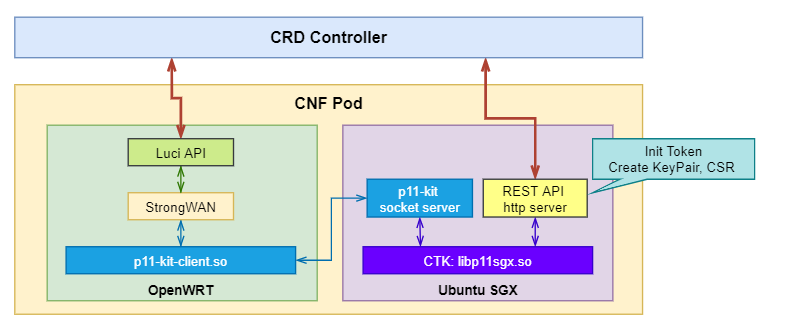 CRD Controller
CNF Pod
Luci API
StrongWAN
p11-kit-client.so
OpenWRT
p11-kit
socket server
REST API
http server
Init Token
Create KeyPair, CSR
CTK: libp11sgx.so
Ubuntu SGX